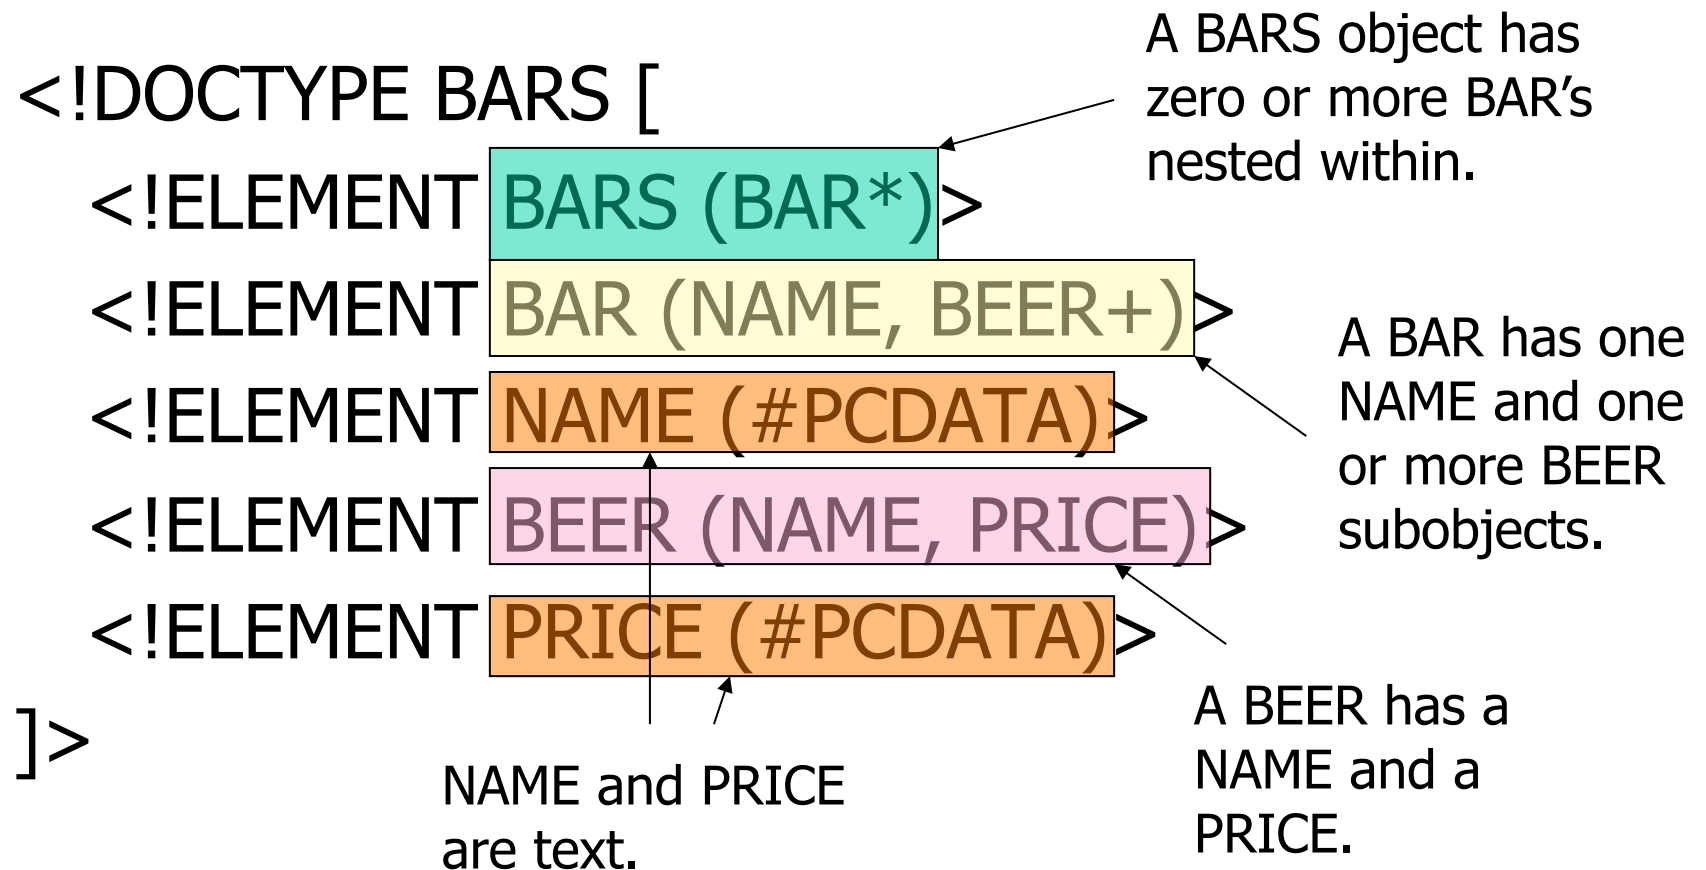 <!DOCTYPE BARS [
<!ELEMENT BARS (BAR*)>
<!ELEMENT BAR (NAME, BEER+)>
<!ELEMENT NAME (#PCDATA)>
<!ELEMENT BEER (NAME, PRICE)>
<!ELEMENT PRICE (#PCDATA)>
]>
A BARS object has
zero or more BAR’s
nested within.
A BAR has one
NAME and one
or more BEER
subobjects.
A BEER has a
NAME and a
PRICE.
NAME and PRICE
are text.